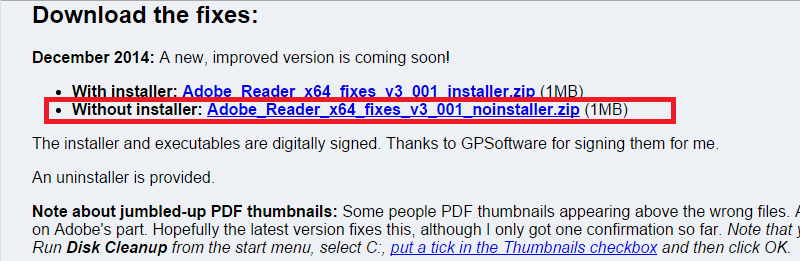 Download the fixes:
December 2014: A new, improved version is coming soon!
With installer: Adobe_Reader_x64_fixes_v3_001_installer.zip (1MB)
Without installer: Adobe_Reader_x64_fixes_v3_001_noinstaller.zip (1MB)
The installer and executables are digitally signed. Thanks to GPSoftware for signing them for me.
An uninstaller is provided.
Note about jumbled-up PDF thumbnails: Some people PDF thumbnails appearing above the wrong files.
on Adobe's part. Hopefully the latest version fixes this, although I only got one confirmation so far. Note that
Run Disk Cleanup from the start menu, select C:, put a tick in the Thumbnails checkbox and then click OK.